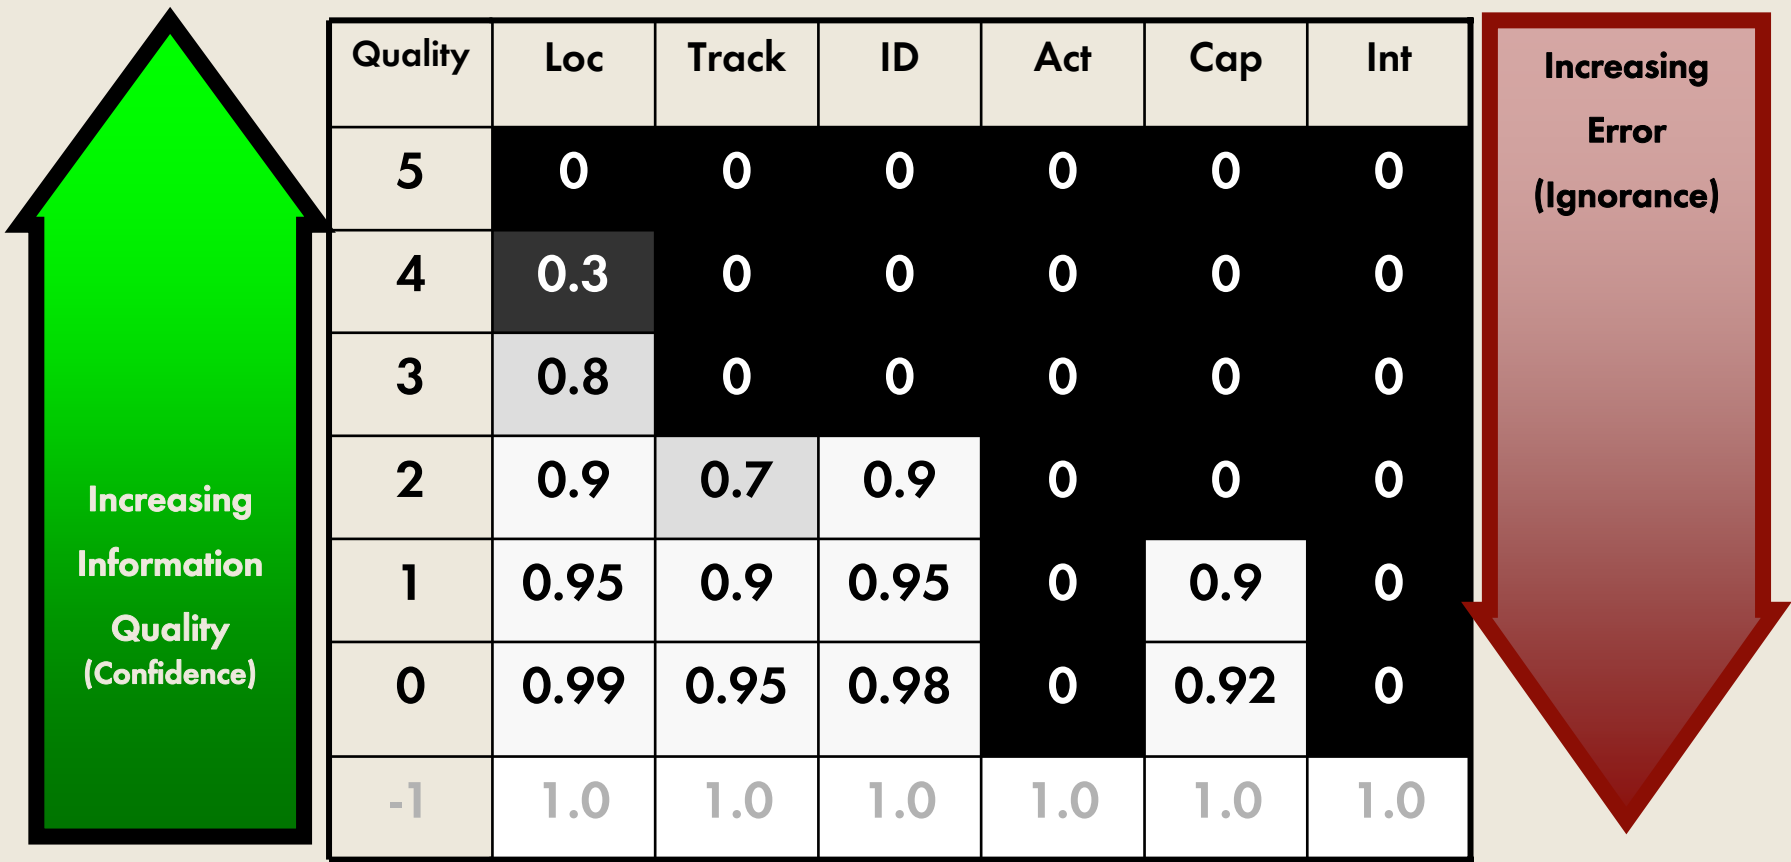 Quality Loc Track ID Act Cap Int
5 0 0 0 0 0 0
4 0.3 0 0 0 0 0
3 0.8 0 0 0 0 0
2 0.9 0.7 0.9 0 0 0
1 0.95 0.9 0.95 0 0.9 0
0 0.99 0.95 0.98 0 0.92 0
-1 1.0 1.0 1.0 1.0 1.0 1.0
Increasing
Information
Quality
(Confidence)
Increasing
Error
(Ignorance)